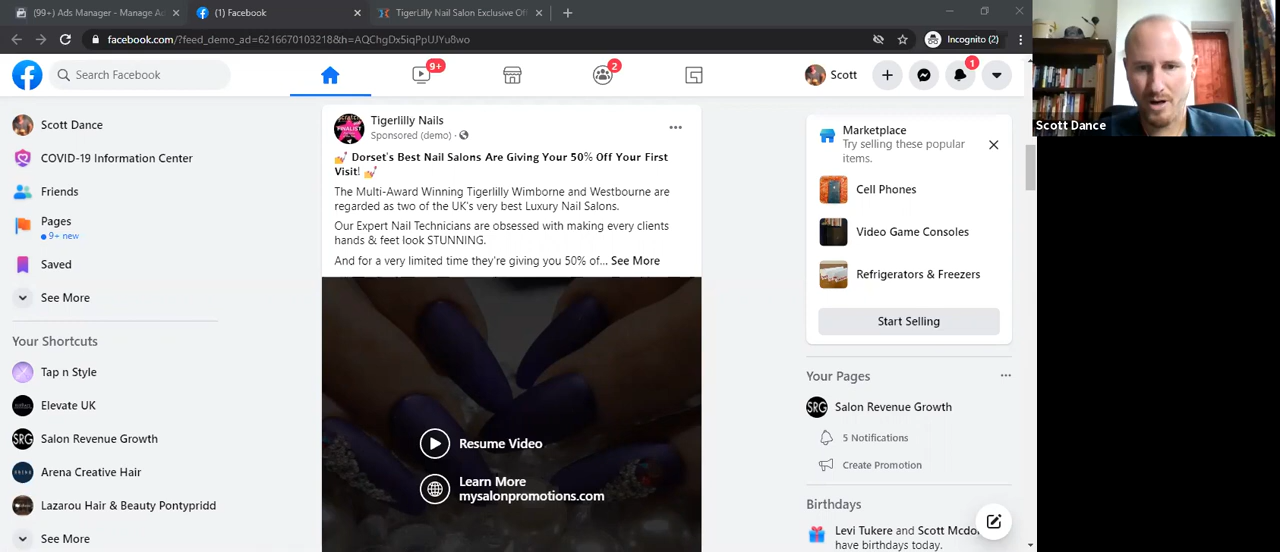 (99+) Ads Manager - Manage Ad
(1) Facebook
TigerLilly Nail Salon Exclusive Off
facebook.com/?feed_demo_ad=6216670103218&h=AQChgDx5iqPpUJYu8wo
Incognito (2)
Search Facebook
9+
2
Scott
1
Scott Dance
Scott Dance
COVID-19 Information Center
Friends
Pages
9+ new
Saved
See More
Your Shortcuts
Tap n Style
Elevate UK
SRG
Salon Revenue Growth
Arena Creative Hair
Lazarou Hair & Beauty Pontypridd
See More
FINALIST
Tigerlilly Nails
Sponsored (demo) ·
Dorset's Best Nail Salons Are Giving Your 50% Off Your First
Visit!
The Multi-Award Winning Tigerlilly Wimborne and Westbourne are
regarded as two of the UK's very best Luxury Nail Salons.
Our Expert Nail Technicians are obsessed with making every clients
hands & feet look STUNNING.
And for a very limited time they're giving you 50% of... See More
Resume Video
Learn More
mysalonpromotions.com
Marketplace
Try selling these popular
items.
Cell Phones
Video Game Consoles
Refrigerators & Freezers
Start Selling
Your Pages
SRG
Salon Revenue Growth
5 Notifications
Create Promotion
Birthdays
Levi Tukere and Scott Mcdo
have birthdays today.